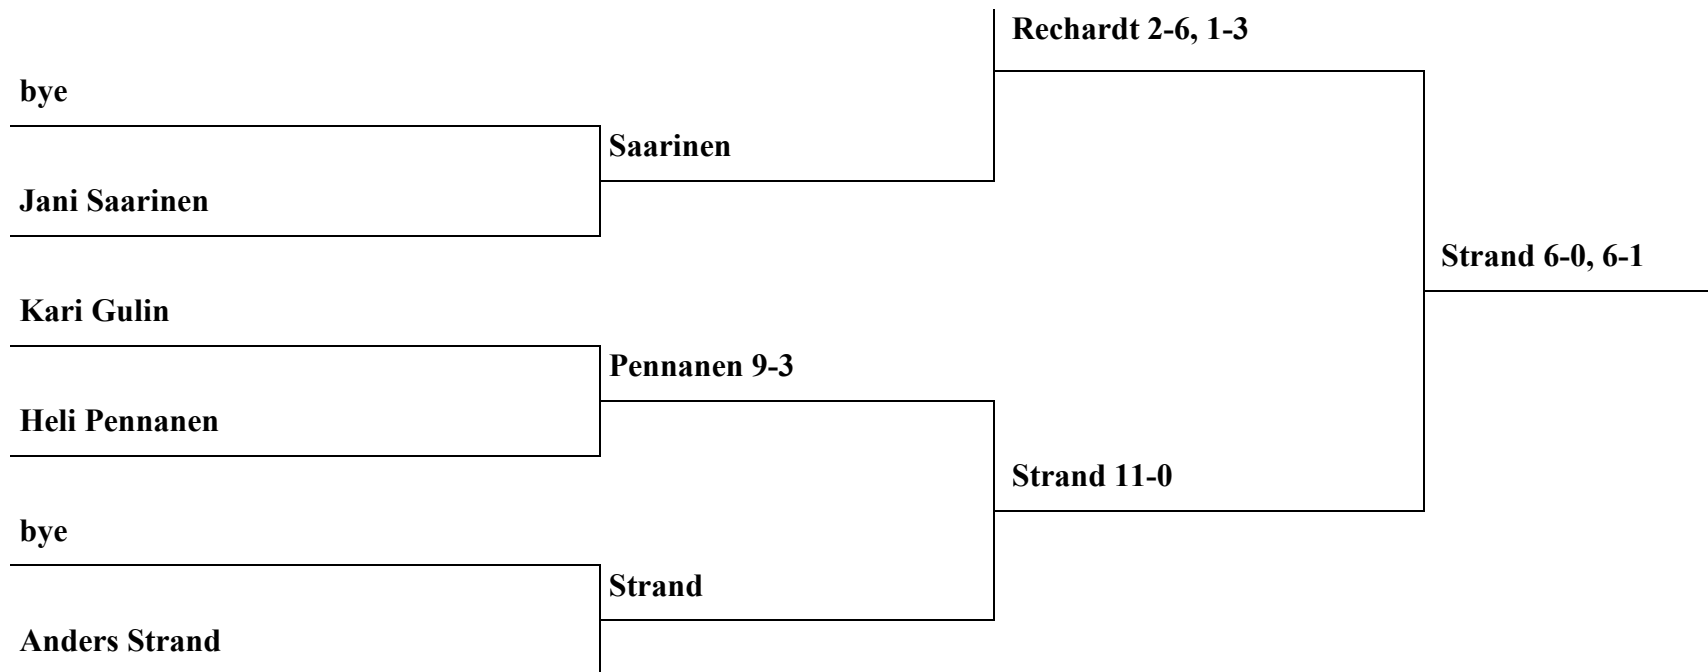 Rechardt 2-6, 1-3
bye
Saarinen
Jani Saarinen
Strand 6-0, 6-1
Kari Gulin
Pennanen 9-3
Heli Pennanen
Strand 11-0
bye
Strand
Anders Strand